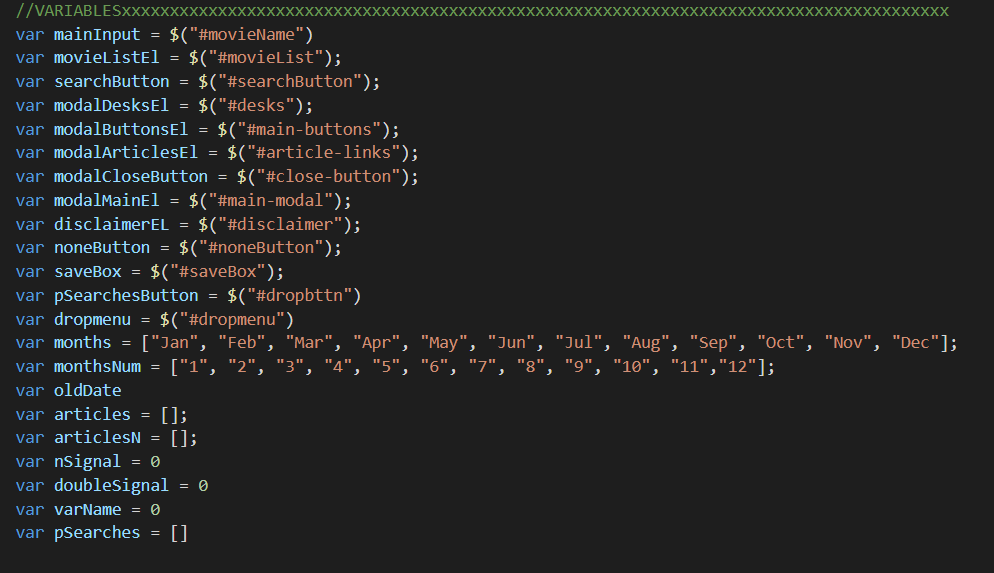 //VARIABLESxxxxxxxxxxxxxxxxxxxxxxxxxxxxxxxxxxxxxxxxxxxxxxxxxxxxxxxxxxxxxxxxxxxxxxxxxxxxxxxxxxxxxx
var mainInput = $("#movieName")
var movieListEl = $("#movieList");
var searchButton = $("#searchButton");
var modalDesksEl = $("#desks");
var modalButtonsEl = $("#main-buttons");
var modalArticlesEl = $("#article-links");
var modalCloseButton = $("#close-button");
var modalMainEl = $("#main-modal");
var disclaimerEL = $("#disclaimer");
var noneButton = $("#noneButton");
var saveBox = $("#saveBox");
var pSearchesButton = $("#dropbttn")
var dropmenu = $("#dropmenu")
var months = ["Jan", "Feb", "Mar", "Apr", "May", "Jun", "Jul", "Aug", "Sep", "Oct", "Nov", "Dec"];
var monthsNum = ["1", "2", "3", "4", "5", "6", "7", "8", "9", "10", "11","12"];
var oldDate
var articles = [];
var articlesN = [];
var nSignal = 0
var doubleSignal = 0
var varName = 0
var pSearches = []